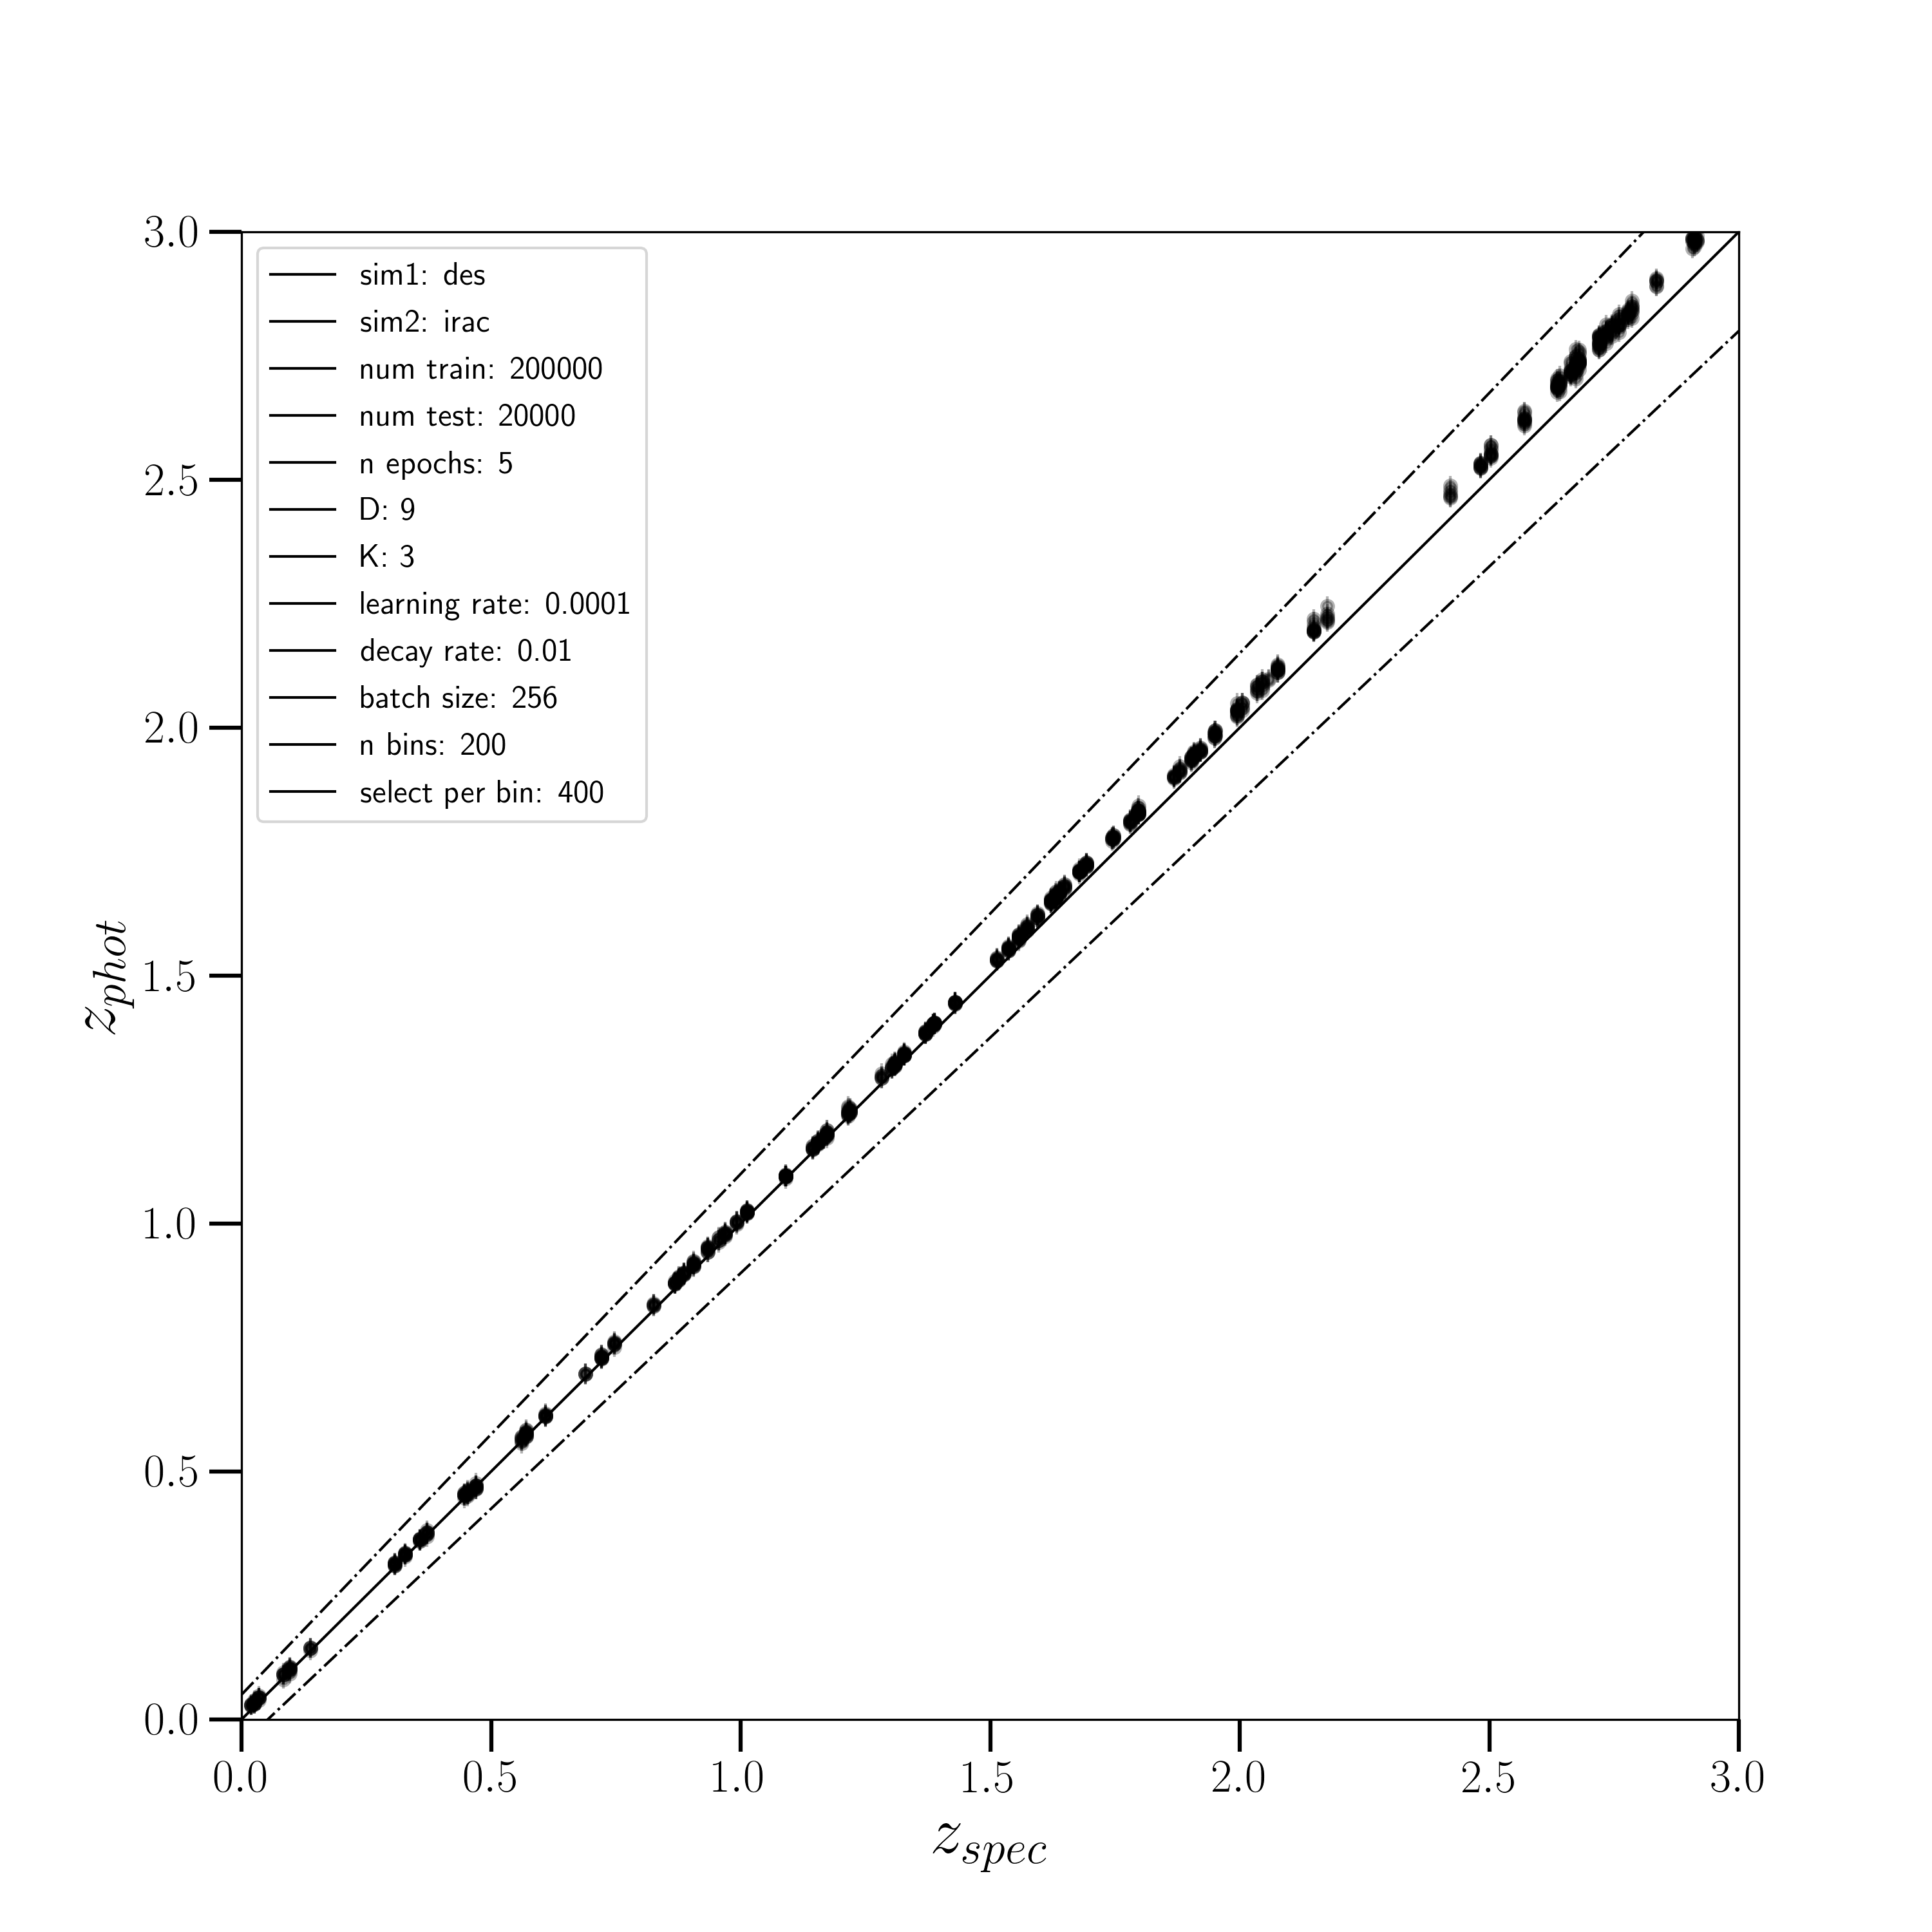 3.0
2.5
2.0
1.5
1.0
0.5
0.0
z_phot
sim1: des
sim2: irac
num train: 200000
num test: 20000
n epochs: 5
D: 9
K: 3
learning rate: 0.0001
decay rate: 0.01
batch size: 256
n bins: 200
select per bin: 400
0.0 0.5 1.0 1.5 2.0 2.5 3.0
z_spec